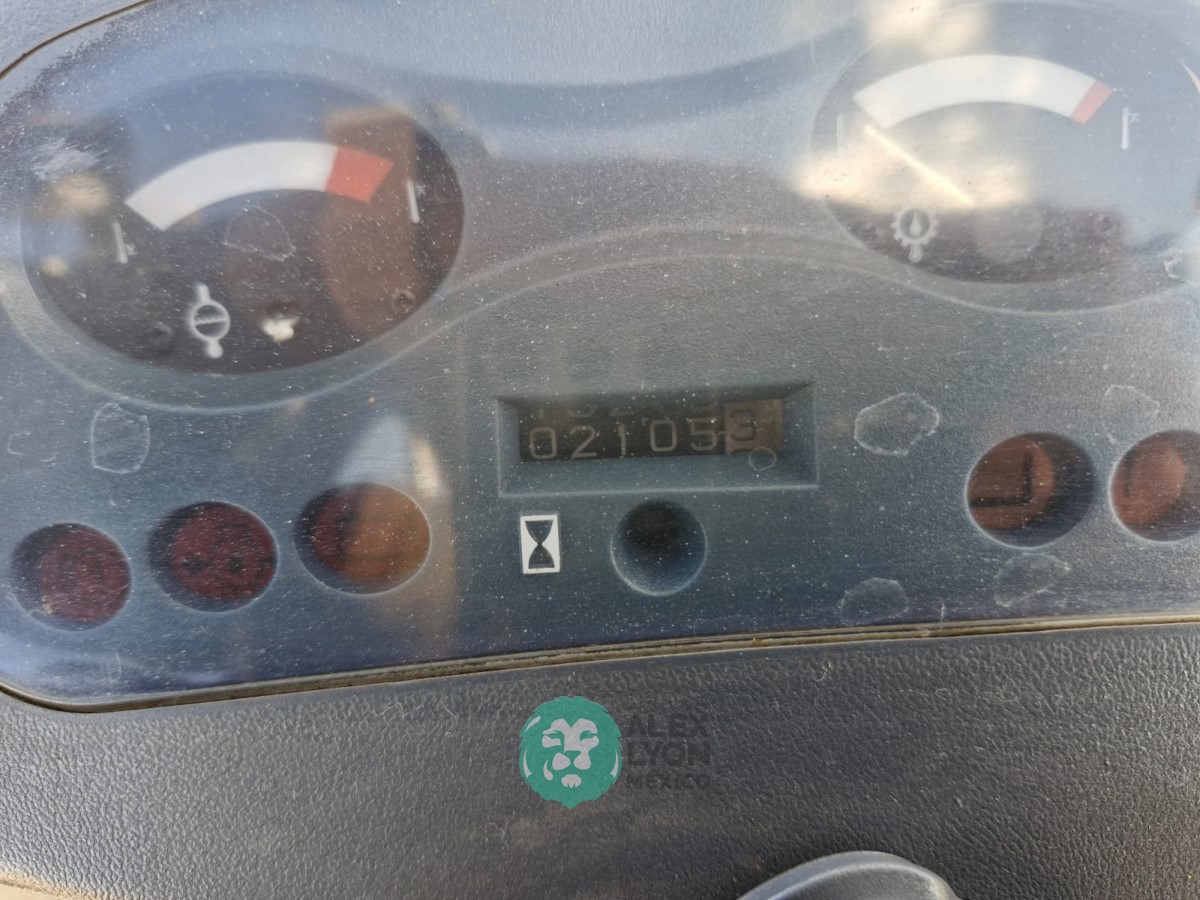 021053
ALEX
LYON
MÉXICO